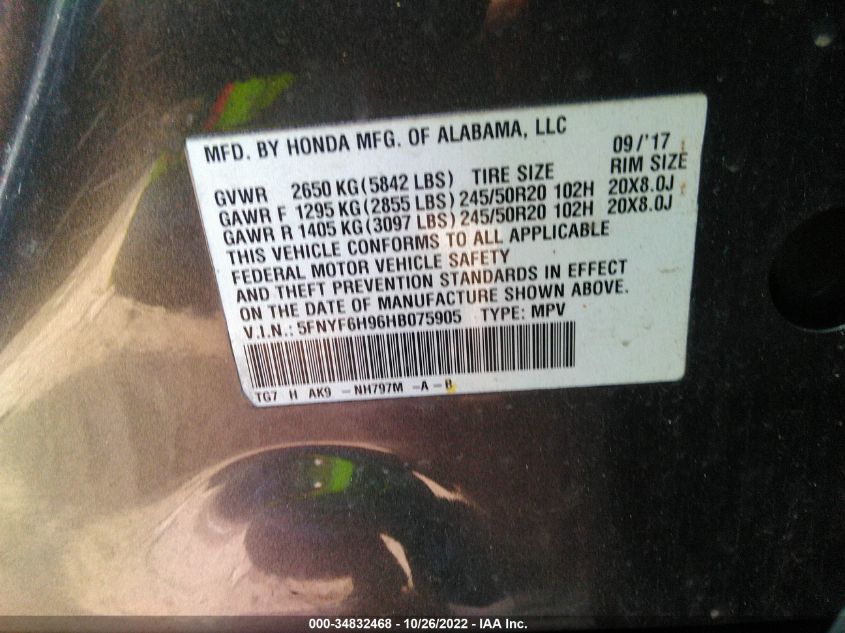 MFD. BY HONDA MFG. OF ALABAMA, LLC 09/'17
GVWR 2650 KG(5842 LBS) TIRE SIZE RIM SIZE
GAWR F 1295 KG(2855 LBS) 245/50R20 102H 20X8.0J
GAWR R 1405 KG(3097 LBS) 245/50R20 102H 20X8.0J
THIS VEHICLE CONFORMS TO ALL APPLICABLE
FEDERAL MOTOR VEHICLE SAFETY
AND THEFT PREVENTION STANDARDS IN EFFECT
ON THE DATE OF MANUFACTURE SHOWN ABOVE.
V.I.N.: 5FNYF6H96HB075905 TYPE: MPV
TG7 H AK9 -NH797M -A-B
000-34832468 - 10/26/2022 - IAA Inc.